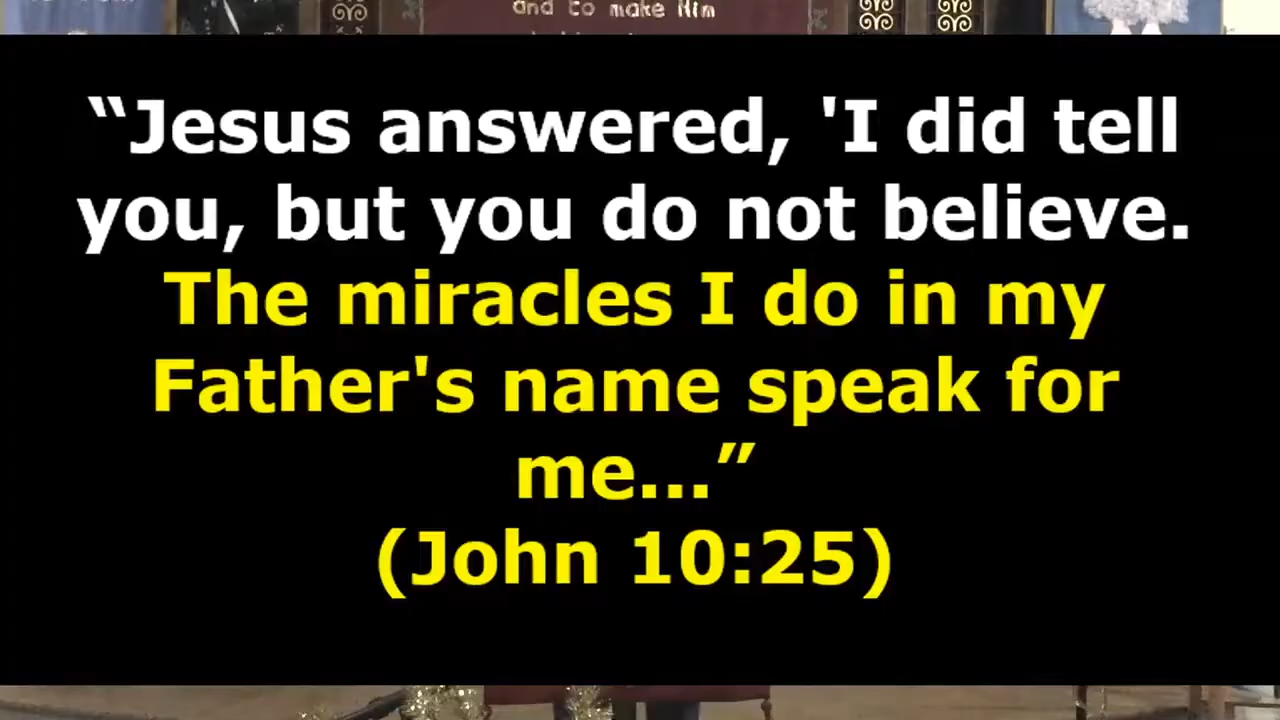 and to make Him
“Jesus answered, 'I did tell
you, but you do not believe.
The miracles I do in my
Father's name speak for
me...”
(John 10:25)